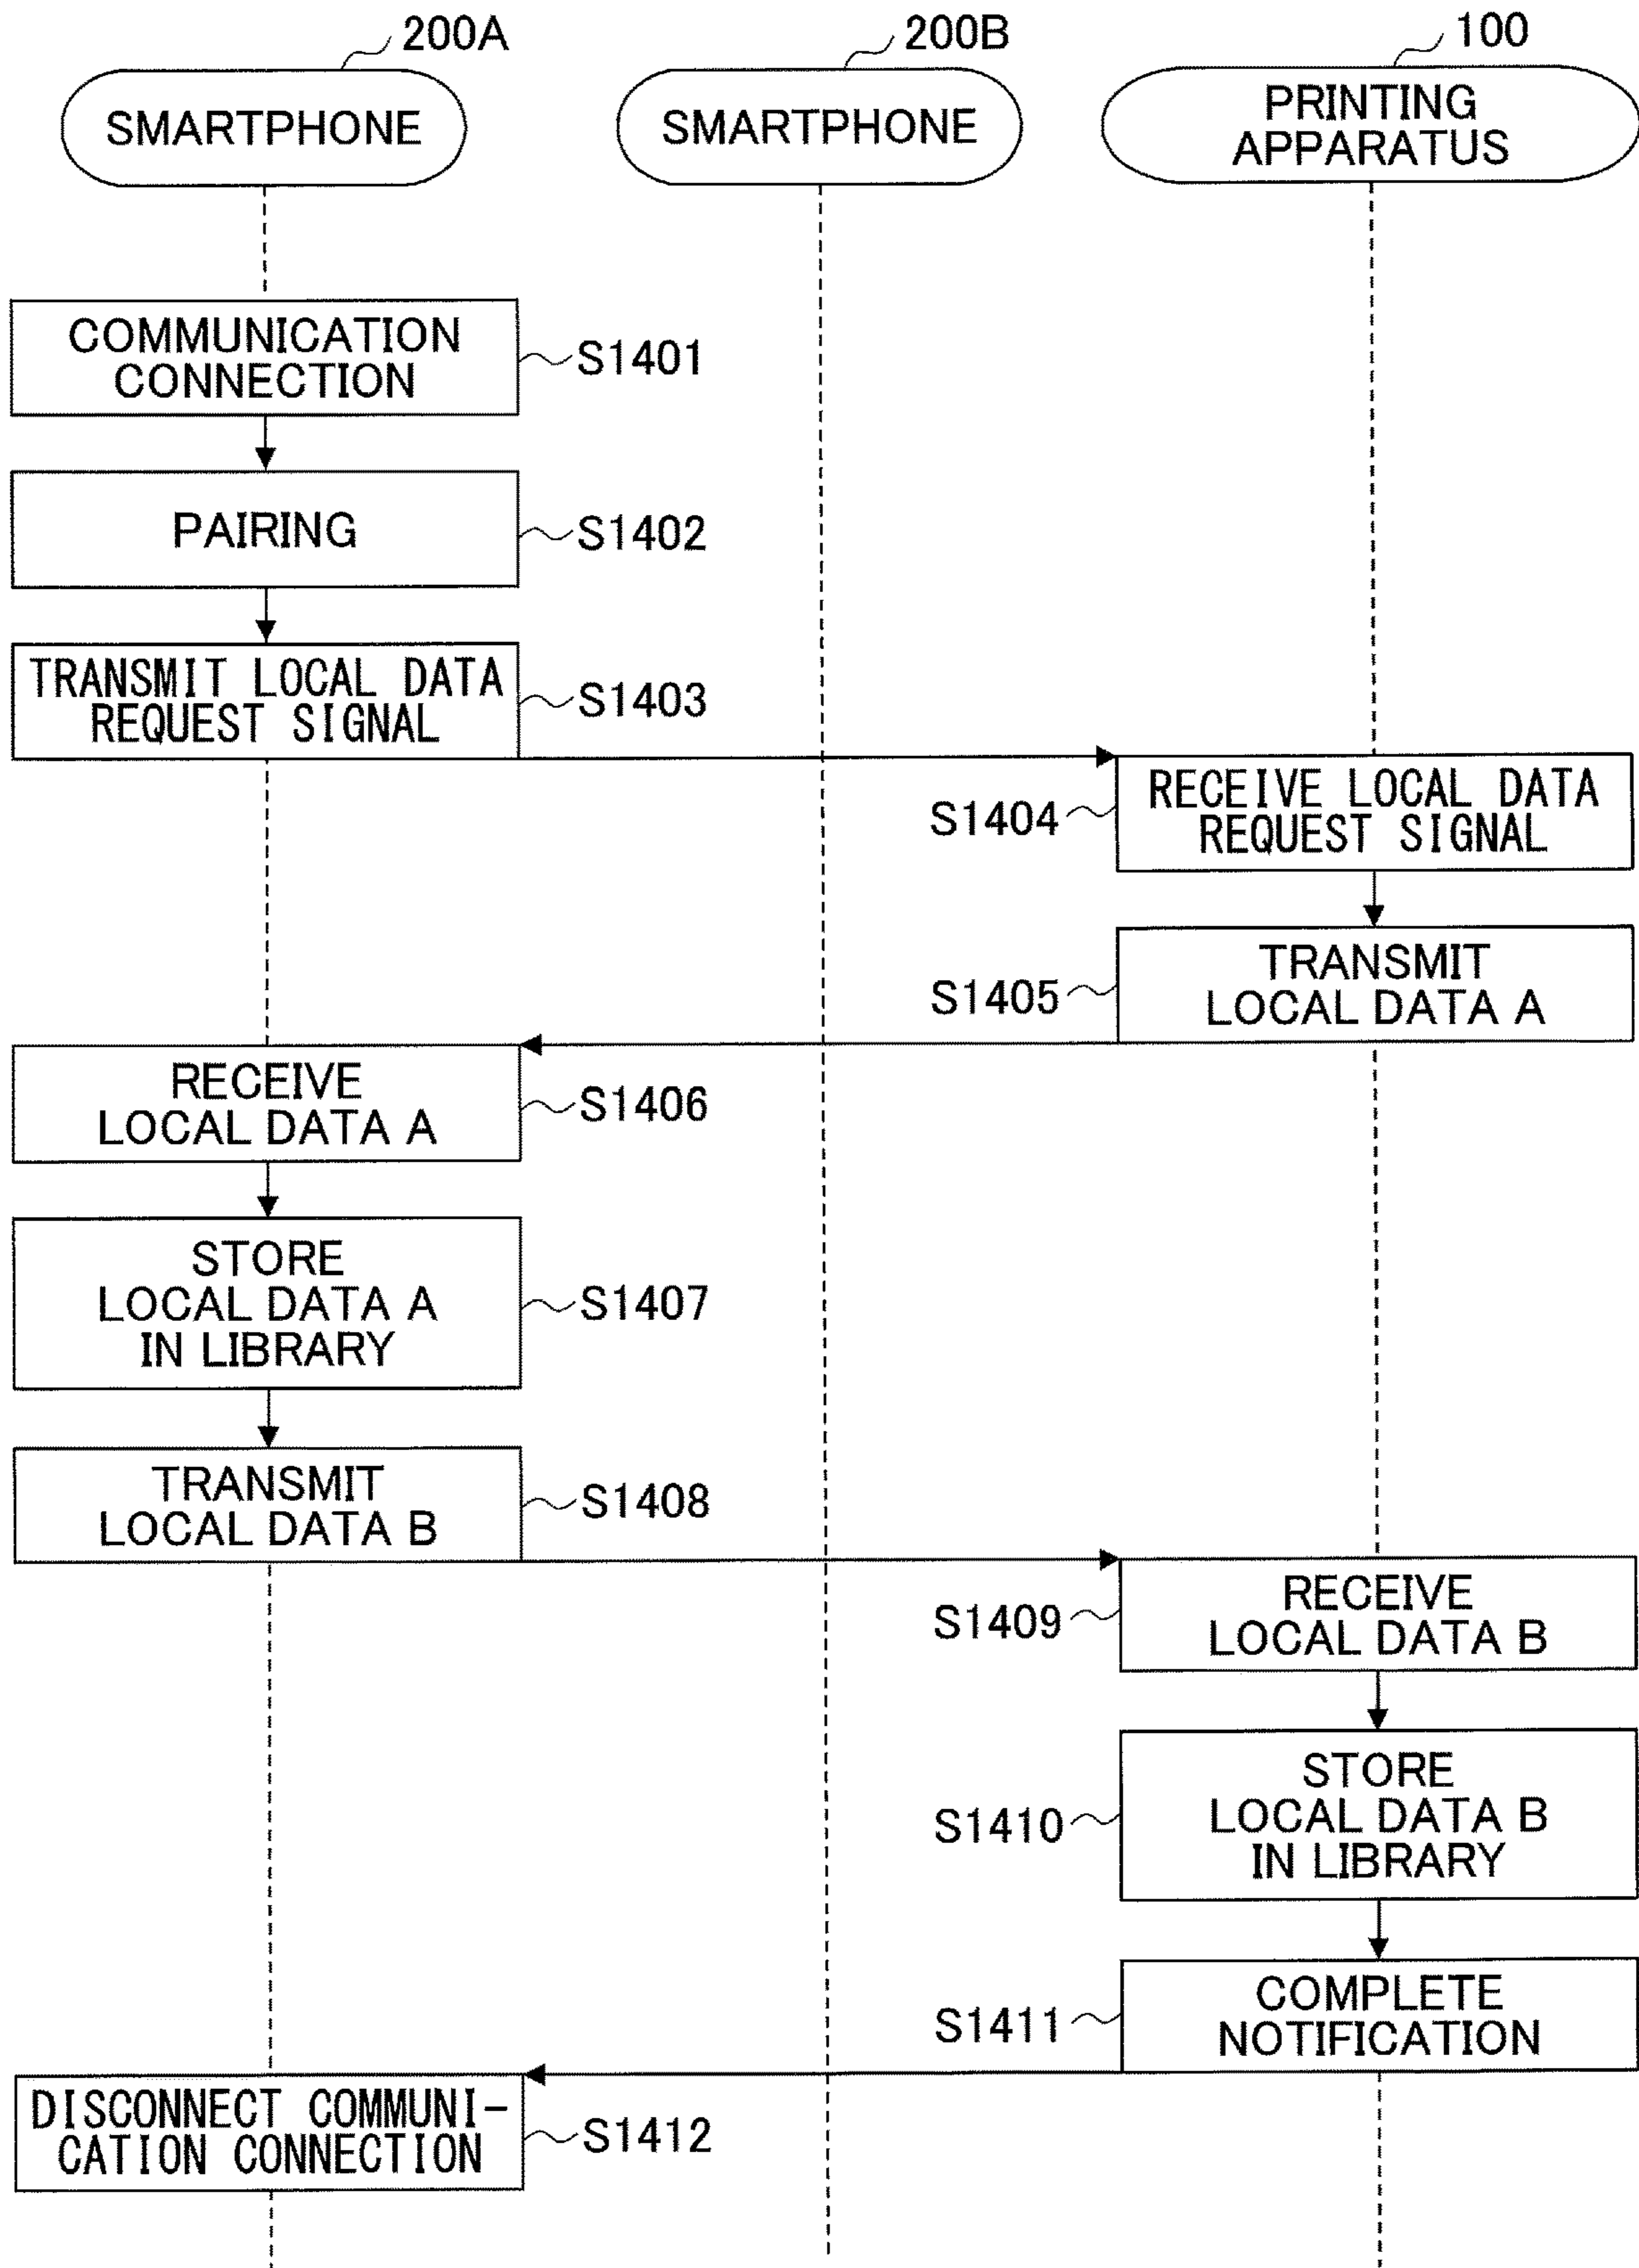 200A
200B
100
SMARTPHONE
SMARTPHONE
PRINTING
APPARATUS
COMMUNICATION
CONNECTION
S1401
PAIRING
S1402
TRANSMIT LOCAL DATA
REQUEST SIGNAL
S1403
S1404
RECEIVE LOCAL DATA
REQUEST SIGNAL
S1405
TRANSMIT
LOCAL DATA A
RECEIVE
LOCAL DATA A
S1406
STORE
LOCAL DATA A
IN LIBRARY
S1407
TRANSMIT
LOCAL DATA B
S1408
S1409
RECEIVE
LOCAL DATA B
S1410
STORE
LOCAL DATA B
IN LIBRARY
S1411
COMPLETE
NOTIFICATION
DISCONNECT COMMUNI-
CATION CONNECTION
S1412